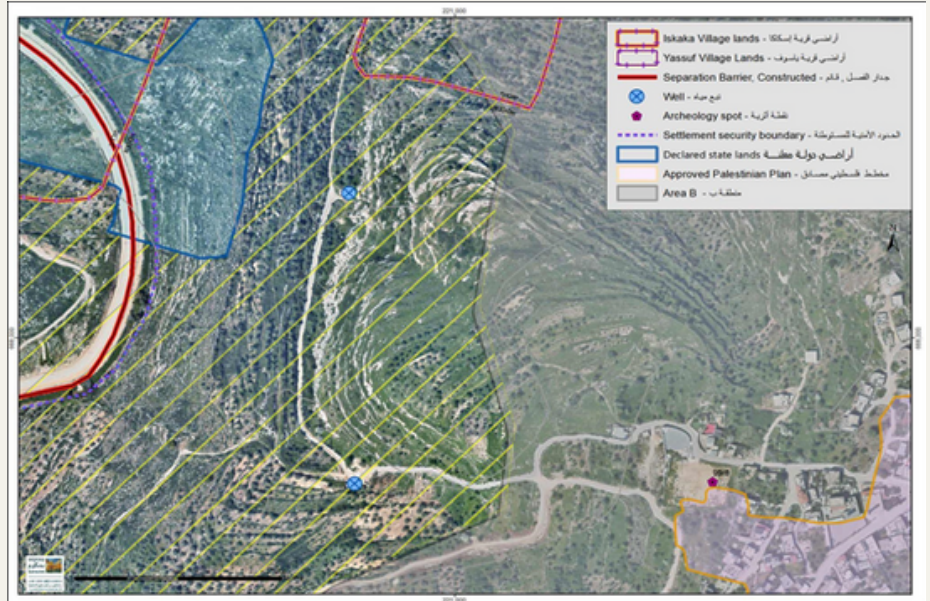 221,000
Iskaka Village lands - أراضي قرية إسكاكا
Yassuf Village Lands - أراضي قرية ياسوف
Separation Barrier, Constructed - جدار الفصل , قائم
Well - نبع مياه
Archeology spot - نقطة أثرية
Settlement security boundary - الحدود الأمنية للمستوطنة
Declared state lands أراضي دولة معلنة
Approved Palestinian Plan - مخطط فلسطيني مصادق
Area B - منطقة ب
221,000